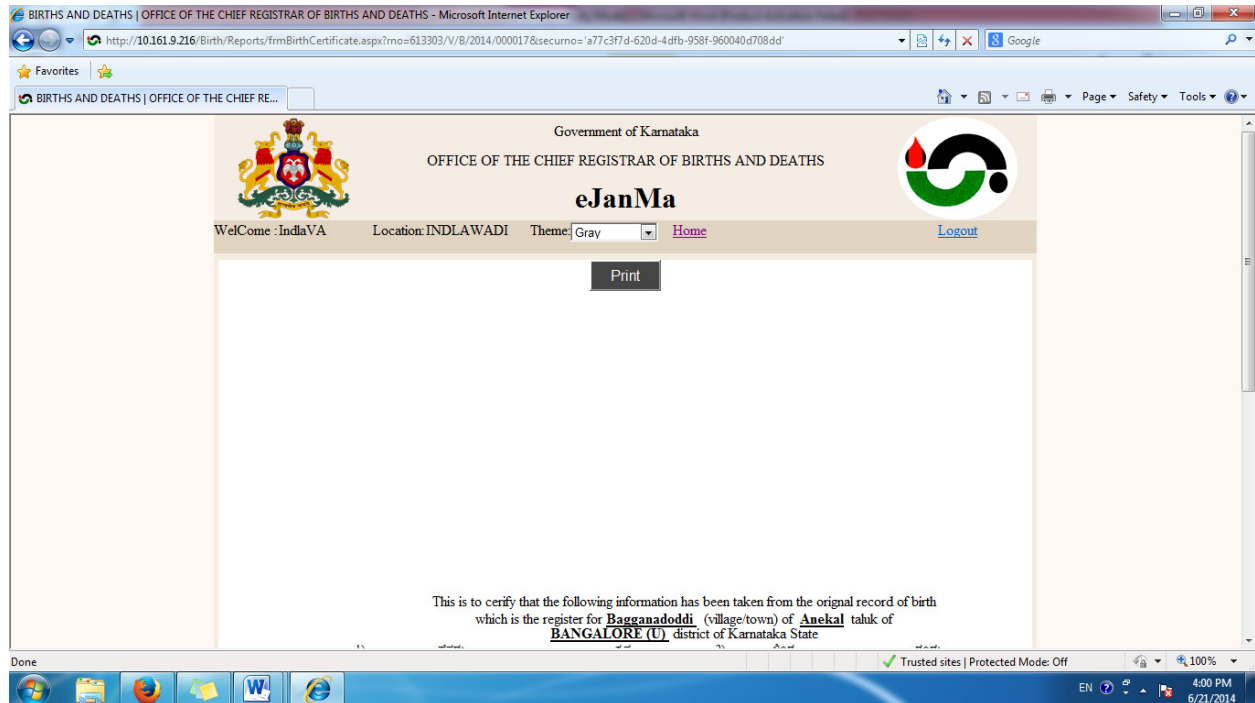 BIRTHS AND DEATHS | OFFICE OF THE CHIEF REGISTRAR OF BIRTHS AND DEATHS - Microsoft Internet Explorer
http://10.161.9.216/Birth/Reports/frmBirthCertificate.aspx?rno=613303/V/B/2014/000017&securno='a77c3f7d-620d-4dfb-958f-960040d708dd'
Google
Favorites
BIRTHS AND DEATHS | OFFICE OF THE CHIEF RE...
Page Safety Tools
Government of Karnataka
OFFICE OF THE CHIEF REGISTRAR OF BIRTHS AND DEATHS
eJanMa
WelCome : IndlaVA Location: INDLAWADI Theme: Gray Home Logout
Print
This is to cerify that the following information has been taken from the orignal record of birth
which is the register for Bagganadoddi (village/town) of Anekal taluk of
BANGALORE (U) district of Karnataka State
Done Trusted sites | Protected Mode: Off 100%
EN 4:00 PM
6/21/2014